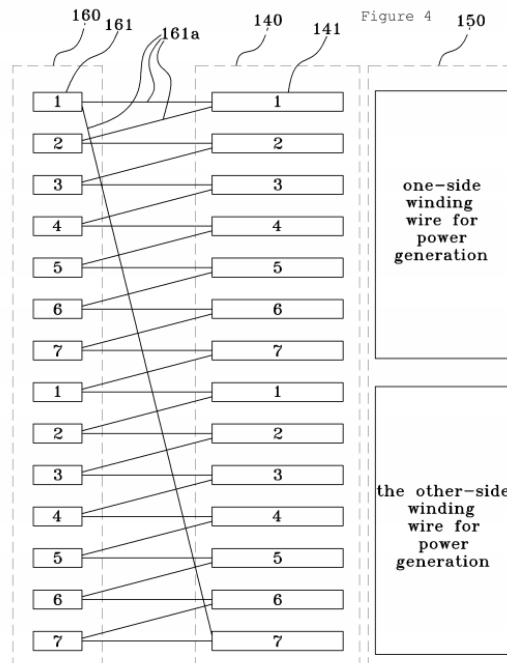 160
161
161a
140
141
Figure 4
150
1
1
2
2
3
3
4
4
5
5
6
6
7
7
1
1
2
2
3
3
4
4
5
5
6
6
7
7
one-side
winding
wire for
power
generation
the other-side
winding
wire for
power
generation